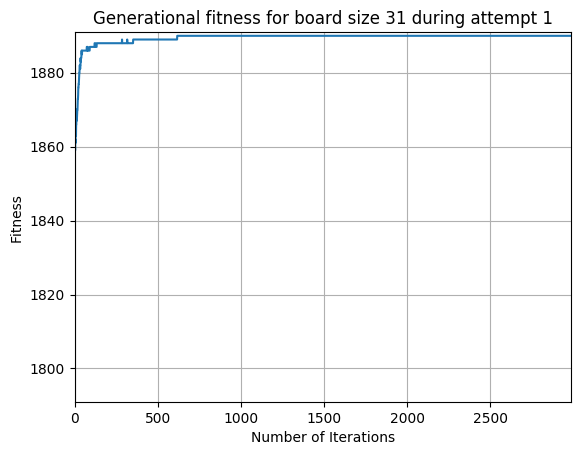 Generational fitness for board size 31 during attempt 1
Fitness
1880
1860
1840
1820
1800
0 500 1000 1500 2000 2500
Number of Iterations